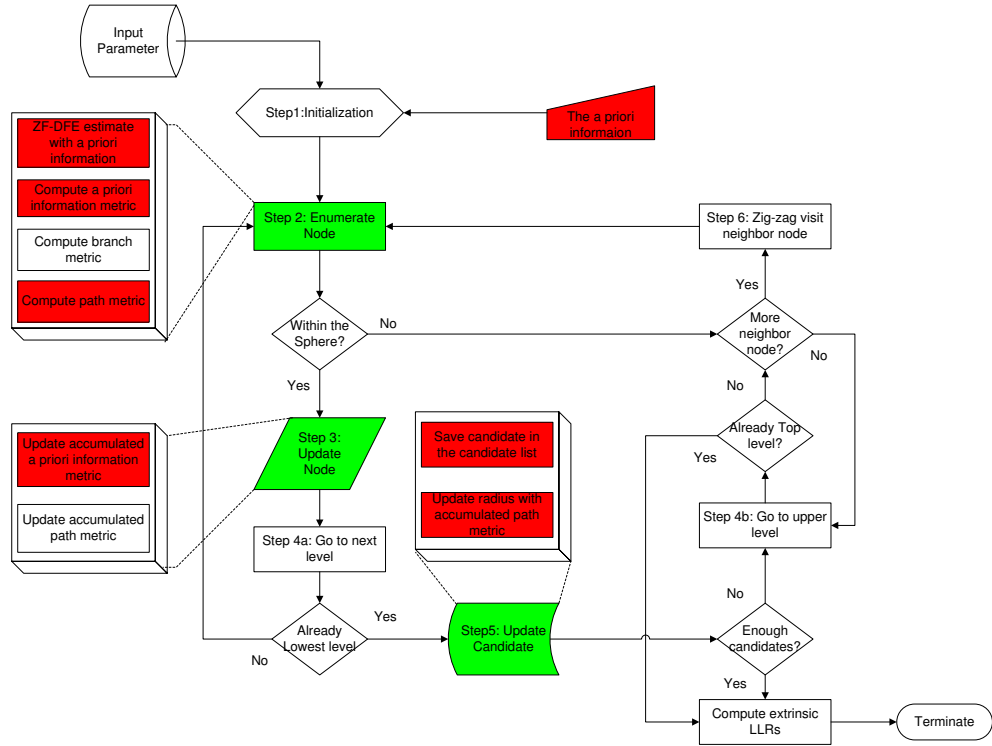 Input
Parameter
Step1:Initialization
The a priori
informaion
ZF-DFE estimate
with a priori
information
Compute a priori
information metric
Compute branch
metric
Compute path metric
Step 2: Enumerate
Node
Step 6: Zig-zag visit
neighbor node
Yes
Within the
Sphere?
No
More
neighbor
node?
No
Yes
No
Already Top
level?
Yes
Step 3:
Update
Node
Update accumulated
a priori information
metric
Update accumulated
path metric
Save candidate in
the candidate list
Update radius with
accumulated path
metric
Step 4a: Go to next
level
Step 4b: Go to upper
level
No
Already
Lowest level
Yes
No
Step5: Update
Candidate
Enough
candidates?
Yes
Compute extrinsic
LLRs
Terminate